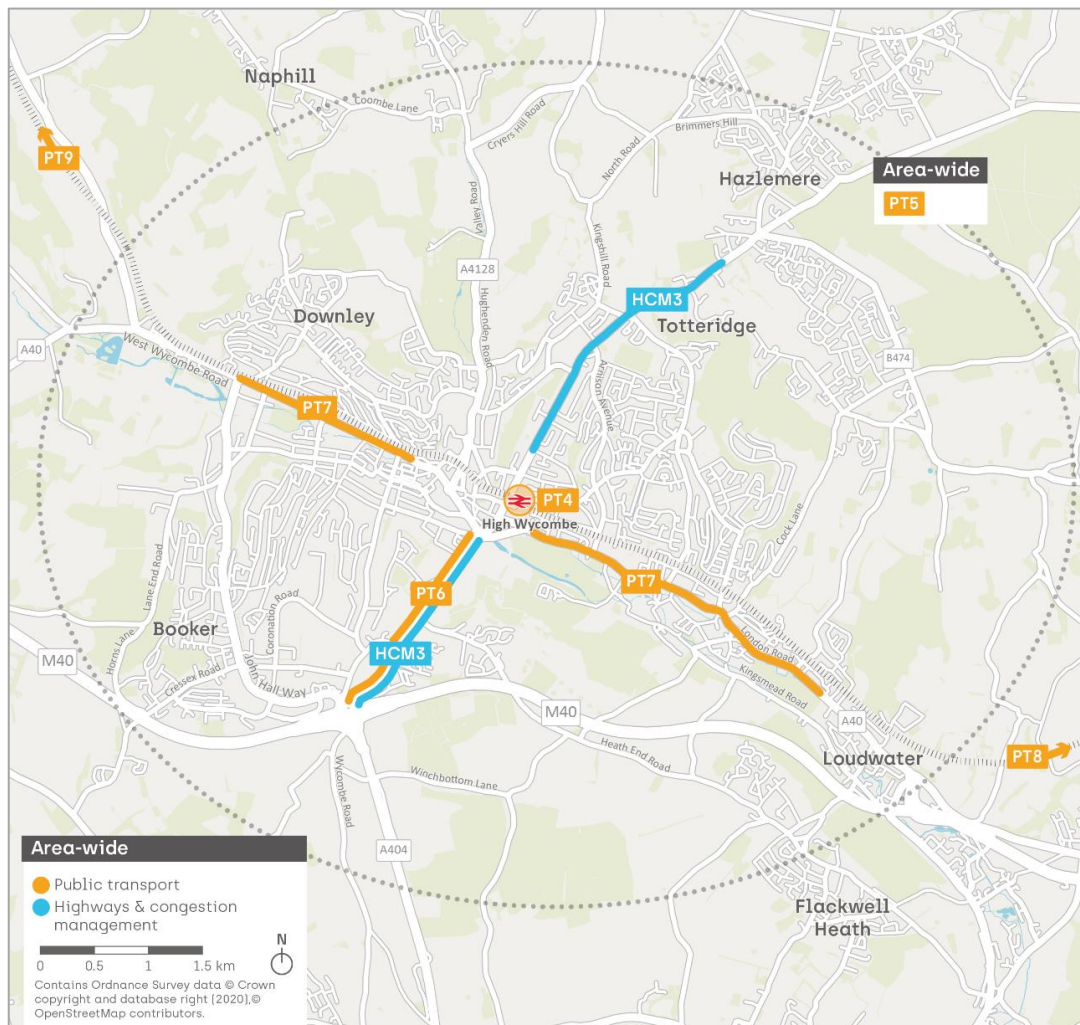 Naphill
Coombe Lane
Cryers Hill Road
Brimmers Hill
North Road
PT9
Hazlemere
Area-wide
PT5
Valley Road
Kingshill Road
A4128
HCM3
Totteridge
Downley
Hughenden Road
A40
West Wycombe Road
B474
Arnison Avenue
PT7
PT4
High Wycombe
Cock Lane
Lane End Road
PT6
PT7
Coronation Road
Booker
HCM3
London Road
Horns Lane
M40
Cressex Road
John Hall Way
Kingsmead Road
M40
A40
Heath End Road
Loudwater
PT8
Winchbottom Lane
Wycombe Road
A404
Flackwell
Heath
Area-wide
Public transport
Highways & congestion
management
N
0 0.5 1 1.5 km
Contains Ordnance Survey data © Crown
copyright and database right (2020),©
OpenStreetMap contributors.